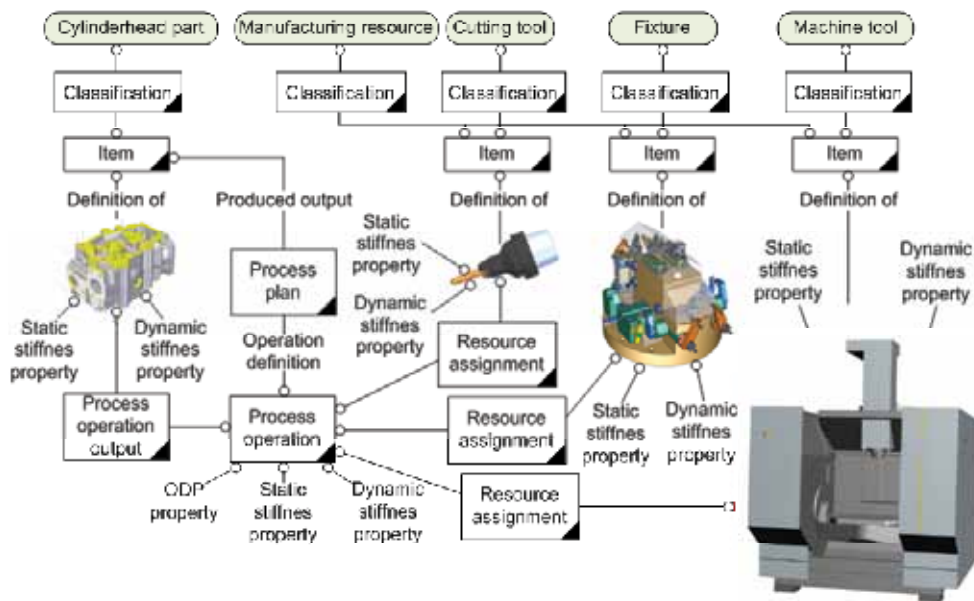 Cylinderhead part
Manufacturing resource
Cutting tool
Fixture
Machine tool
Classification
Classification
Classification
Classification
Classification
Item
Item
Item
Item
Definition of
Produced output
Definition of
Definition of
Definition of
Static
stiffnes
property
Dynamic
stiffnes
property
Process
plan
Static
stiffnes
property
Dynamic
stiffnes
property
Static
stiffnes
property
Dynamic
stiffnes
property
Operation
definition
Resource
assignment
Process
operation
output
Process
operation
Resource
assignment
Static
stiffnes
property
Dynamic
stiffnes
property
ODP
property
Static
stiffnes
property
Dynamic
stiffnes
property
Resource
assignment